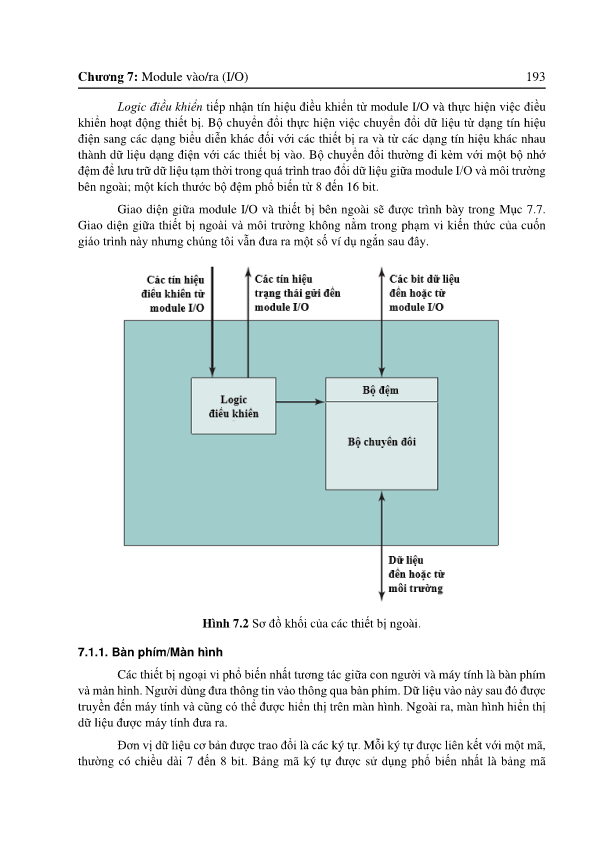 Chương 7: Module vào/ra (I/O) 193
Logic điều khiển tiếp nhận tín hiệu điều khiển từ module I/O và thực hiện việc điều
khiển hoạt động thiết bị. Bộ chuyển đổi thực hiện việc chuyển đổi dữ liệu từ dạng tín hiệu
điện sang các dạng biểu diễn khác đối với các thiết bị ra và từ các dạng tín hiệu khác nhau
thành dữ liệu dạng điện với các thiết bị vào. Bộ chuyển đổi thường đi kèm với một bộ nhớ
đệm để lưu trữ dữ liệu tạm thời trong quá trình trao đổi dữ liệu giữa module I/O và môi trường
bên ngoài; một kích thước bộ đệm phổ biến từ 8 đến 16 bit.
Giao diện giữa module I/O và thiết bị bên ngoài sẽ được trình bày trong Mục 7.7.
Giao diện giữa thiết bị ngoài và môi trường không nằm trong phạm vi kiến thức của cuốn
giáo trình này nhưng chúng tôi vẫn đưa ra một số ví dụ ngắn sau đây.
Các tín hiệu
điều khiển từ
module I/O
Các tín hiệu
trạng thái gửi đến
module I/O
Các bit dữ liệu
đến hoặc từ
module I/O
Logic
điều khiển
Bộ đệm
Bộ chuyển đổi
Dữ liệu
đến hoặc từ
môi trường
Hình 7.2 Sơ đồ khối của các thiết bị ngoài.
7.1.1. Bàn phím/Màn hình
Các thiết bị ngoại vi phổ biến nhất tương tác giữa con người và máy tính là bàn phím
và màn hình. Người dùng đưa thông tin vào thông qua bàn phím. Dữ liệu vào này sau đó được
truyền đến máy tính và cũng có thể được hiển thị trên màn hình. Ngoài ra, màn hình hiển thị
dữ liệu được máy tính đưa ra.
Đơn vị dữ liệu cơ bản được trao đổi là các ký tự. Mỗi ký tự được liên kết với một mã,
thường có chiều dài 7 đến 8 bit. Bảng mã ký tự được sử dụng phổ biến nhất là bảng mã